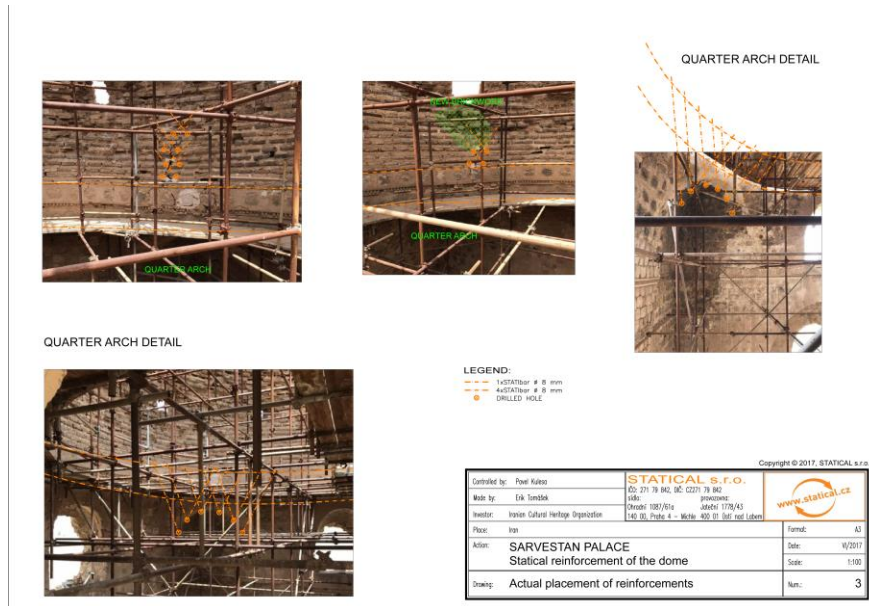 QUARTER ARCH DETAIL
NEW BRICKWORK
QUARTER ARCH
QUARTER ARCH
QUARTER ARCH DETAIL
LEGEND:
1xSTATIbar ø 8 mm
4xSTATIbar ø 8 mm
DRILLED HOLE
Copyright © 2017, STATICAL s.r.o
Controlled by: Pavel Kulesa
Made by: Erik Tomášek
Investor: Iranian Cultural Heritage Organization
STATICAL s.r.o.
IČO: 271 79 842, DIČ: CZ271 79 842
sídlo: provozovna:
Ohradní 1087/61a Jateční 1778/43
140 00, Praha 4 – Michle 400 01 Ústí nad Labem
www.statical.cz
Place: Iran
Format: A3
Action: SARVESTAN PALACE
Statical reinforcement of the dome
Date: VI/2017
Scale: 1:100
Drawing: Actual placement of reinforcements
Num.: 3